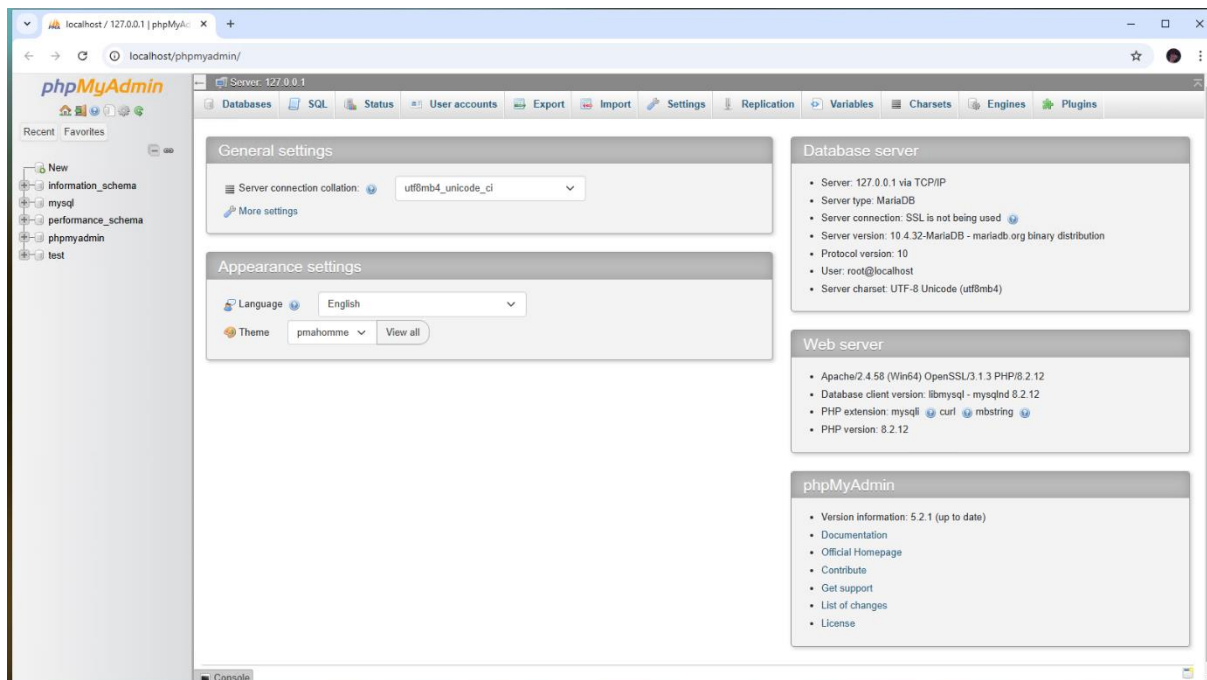 localhost / 127.0.0.1 | phpMyAd
localhost/phpmyadmin/
phpMyAdmin
Recent Favorites
New
information_schema
mysql
performance_schema
phpmyadmin
test
Server: 127.0.0.1
Databases SQL Status User accounts Export Import Settings Replication Variables Charsets Engines Plugins
General settings
Server connection collation: utf8mb4_unicode_ci
More settings
Appearance settings
Language English
Theme pmahomme View all
Database server
Server: 127.0.0.1 via TCP/IP
Server type: MariaDB
Server connection: SSL is not being used
Server version: 10.4.32-MariaDB - mariadb.org binary distribution
Protocol version: 10
User: root@localhost
Server charset: UTF-8 Unicode (utf8mb4)
Web server
Apache/2.4.58 (Win64) OpenSSL/3.1.3 PHP/8.2.12
Database client version: libmysql - mysqlnd 8.2.12
PHP extension: mysqli curl mbstring
PHP version: 8.2.12
phpMyAdmin
Version information: 5.2.1 (up to date)
Documentation
Official Homepage
Contribute
Get support
List of changes
License
Console